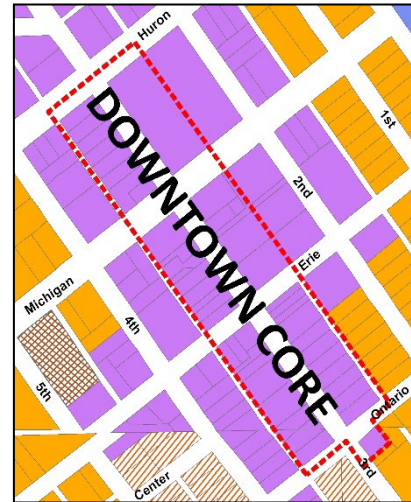 Huron
1st
DOWNTOWN CORE
2nd
Erie
Michigan
4th
5th
Ontario
3rd
Center